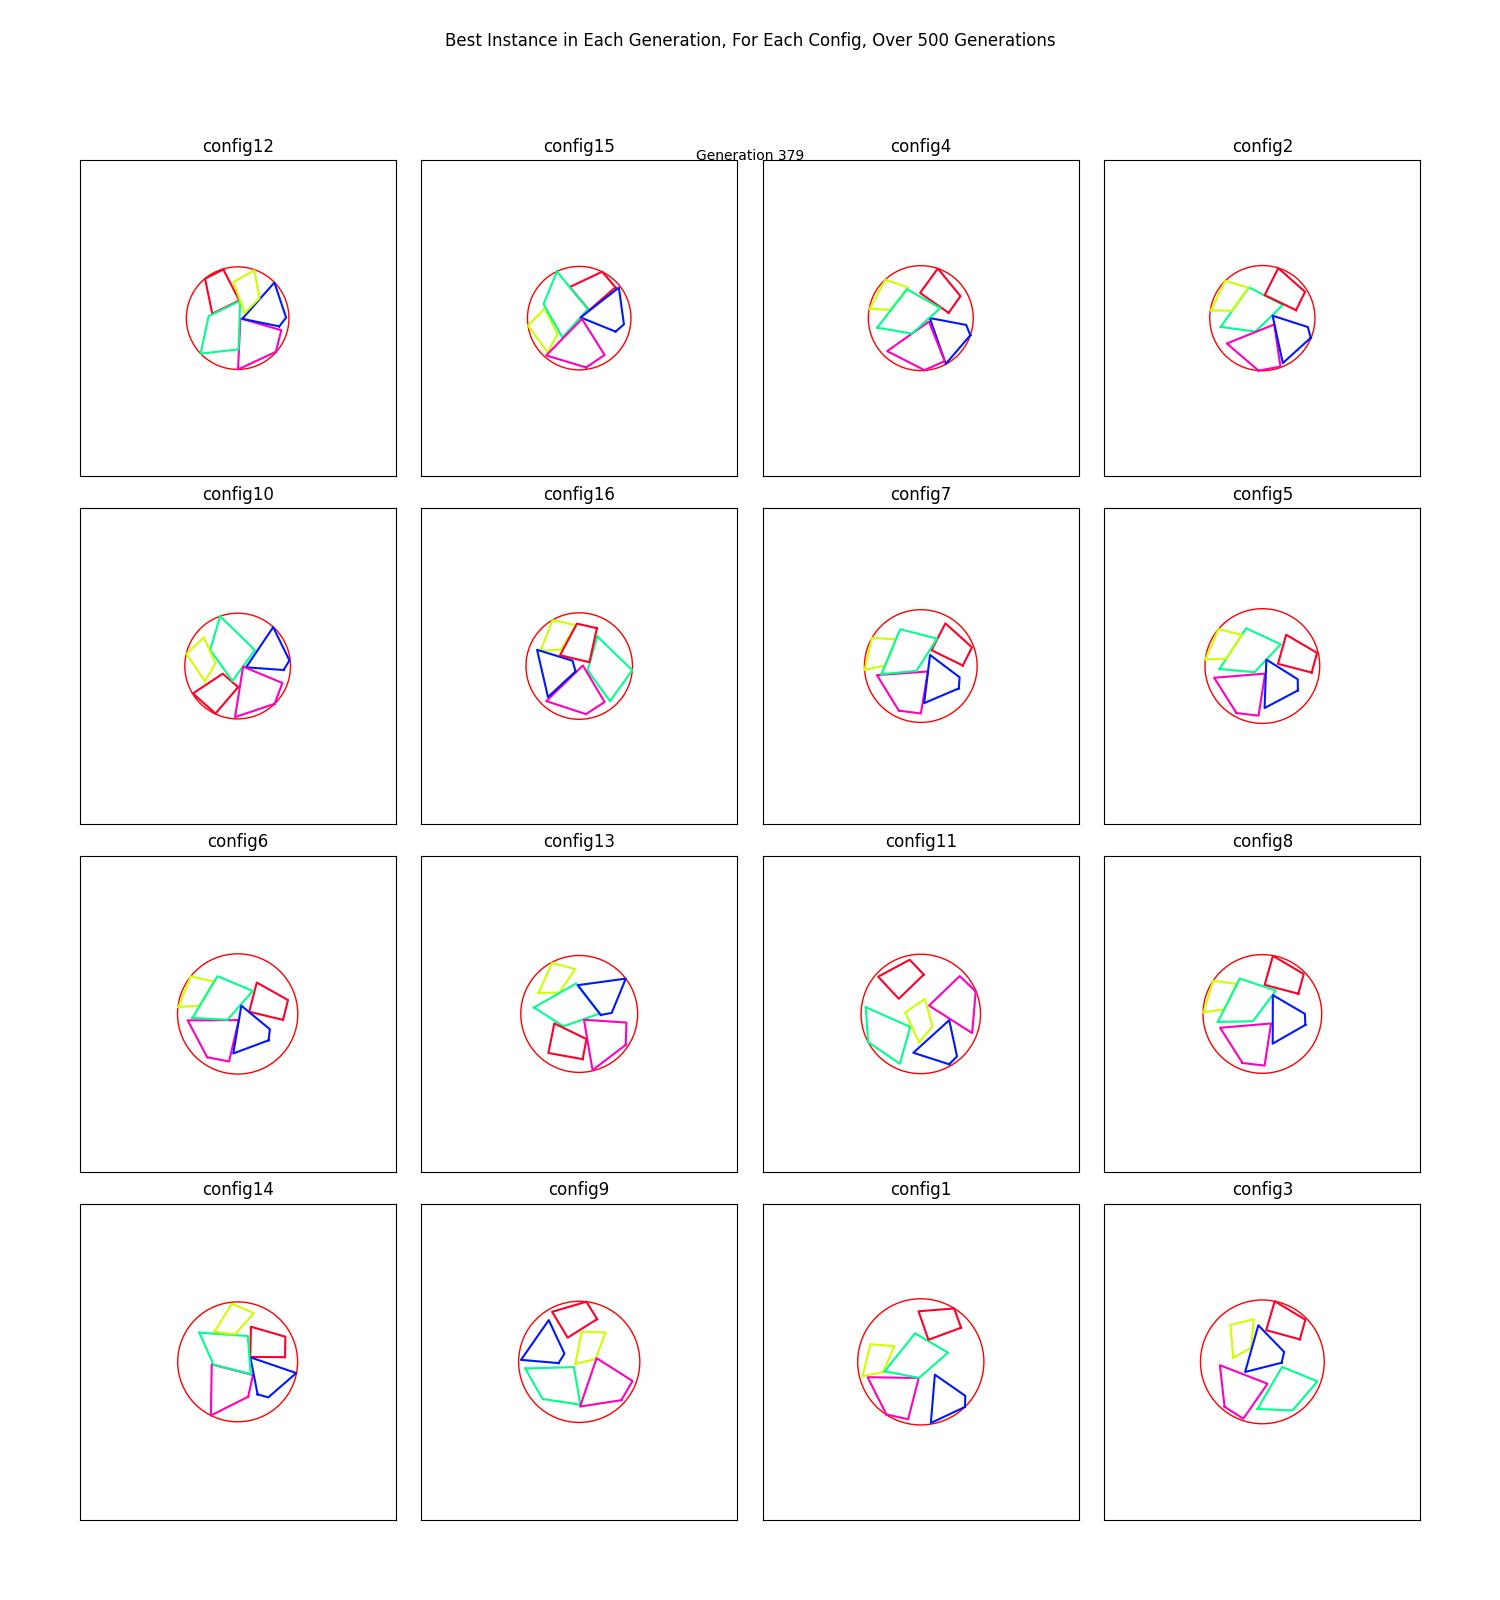 Best Instance in Each Generation, For Each Config, Over 500 Generations
Generation 379
config12
config15
config4
config2
config10
config16
config7
config5
config6
config13
config11
config8
config14
config9
config1
config3